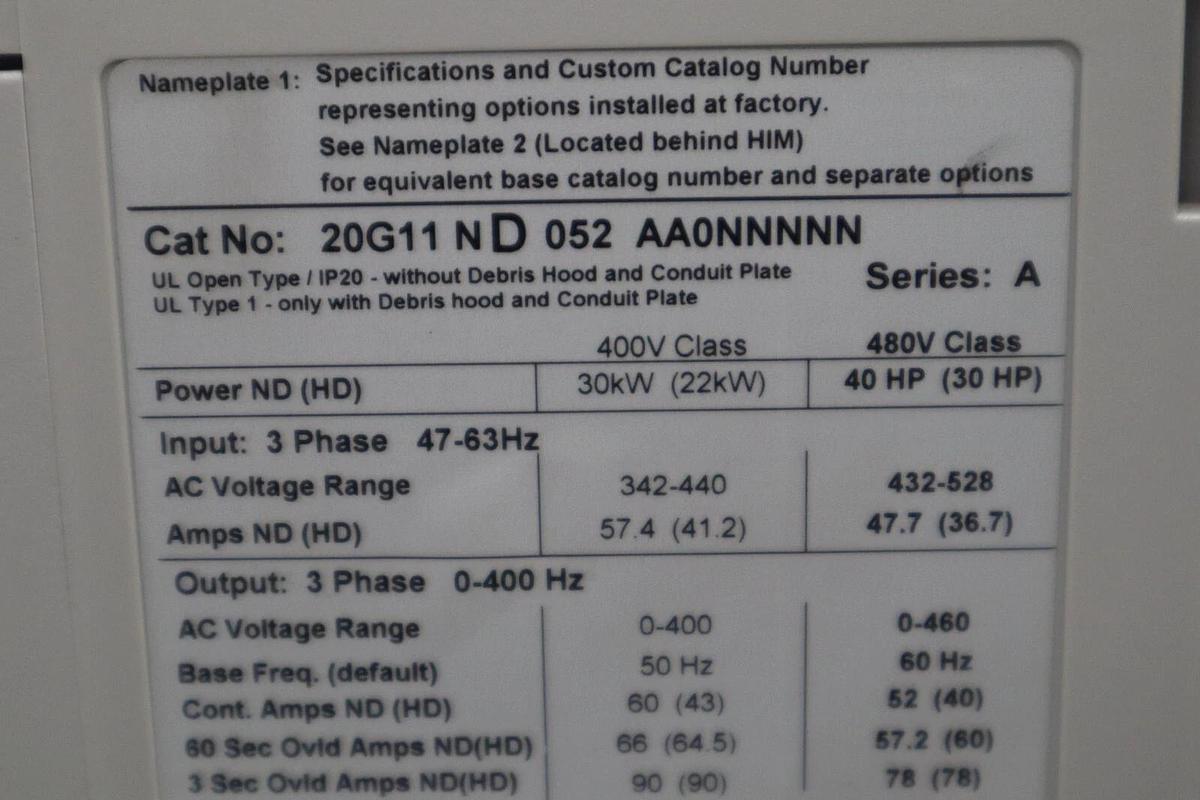 Nameplate 1: Specifications and Custom Catalog Number
representing options installed at factory.
See Nameplate 2 (Located behind HIM)
for equivalent base catalog number and separate options
Cat No: 20G11 N D 052 AA0NNNNN
UL Open Type / IP20 - without Debris Hood and Conduit Plate
Series: A
UL Type 1 - only with Debris hood and Conduit Plate
400V Class 480V Class
Power ND (HD) 30kW (22kW) 40 HP (30 HP)
Input: 3 Phase 47-63Hz
AC Voltage Range 342-440 432-528
Amps ND (HD) 57.4 (41.2) 47.7 (36.7)
Output: 3 Phase 0-400 Hz
AC Voltage Range 0-400 0-460
Base Freq. (default) 50 Hz 60 Hz
Cont. Amps ND (HD) 60 (43) 52 (40)
60 Sec Ovld Amps ND(HD) 66 (64.5) 57.2 (60)
3 Sec Ovld Amps ND(HD) 90 (90) 78 (78)